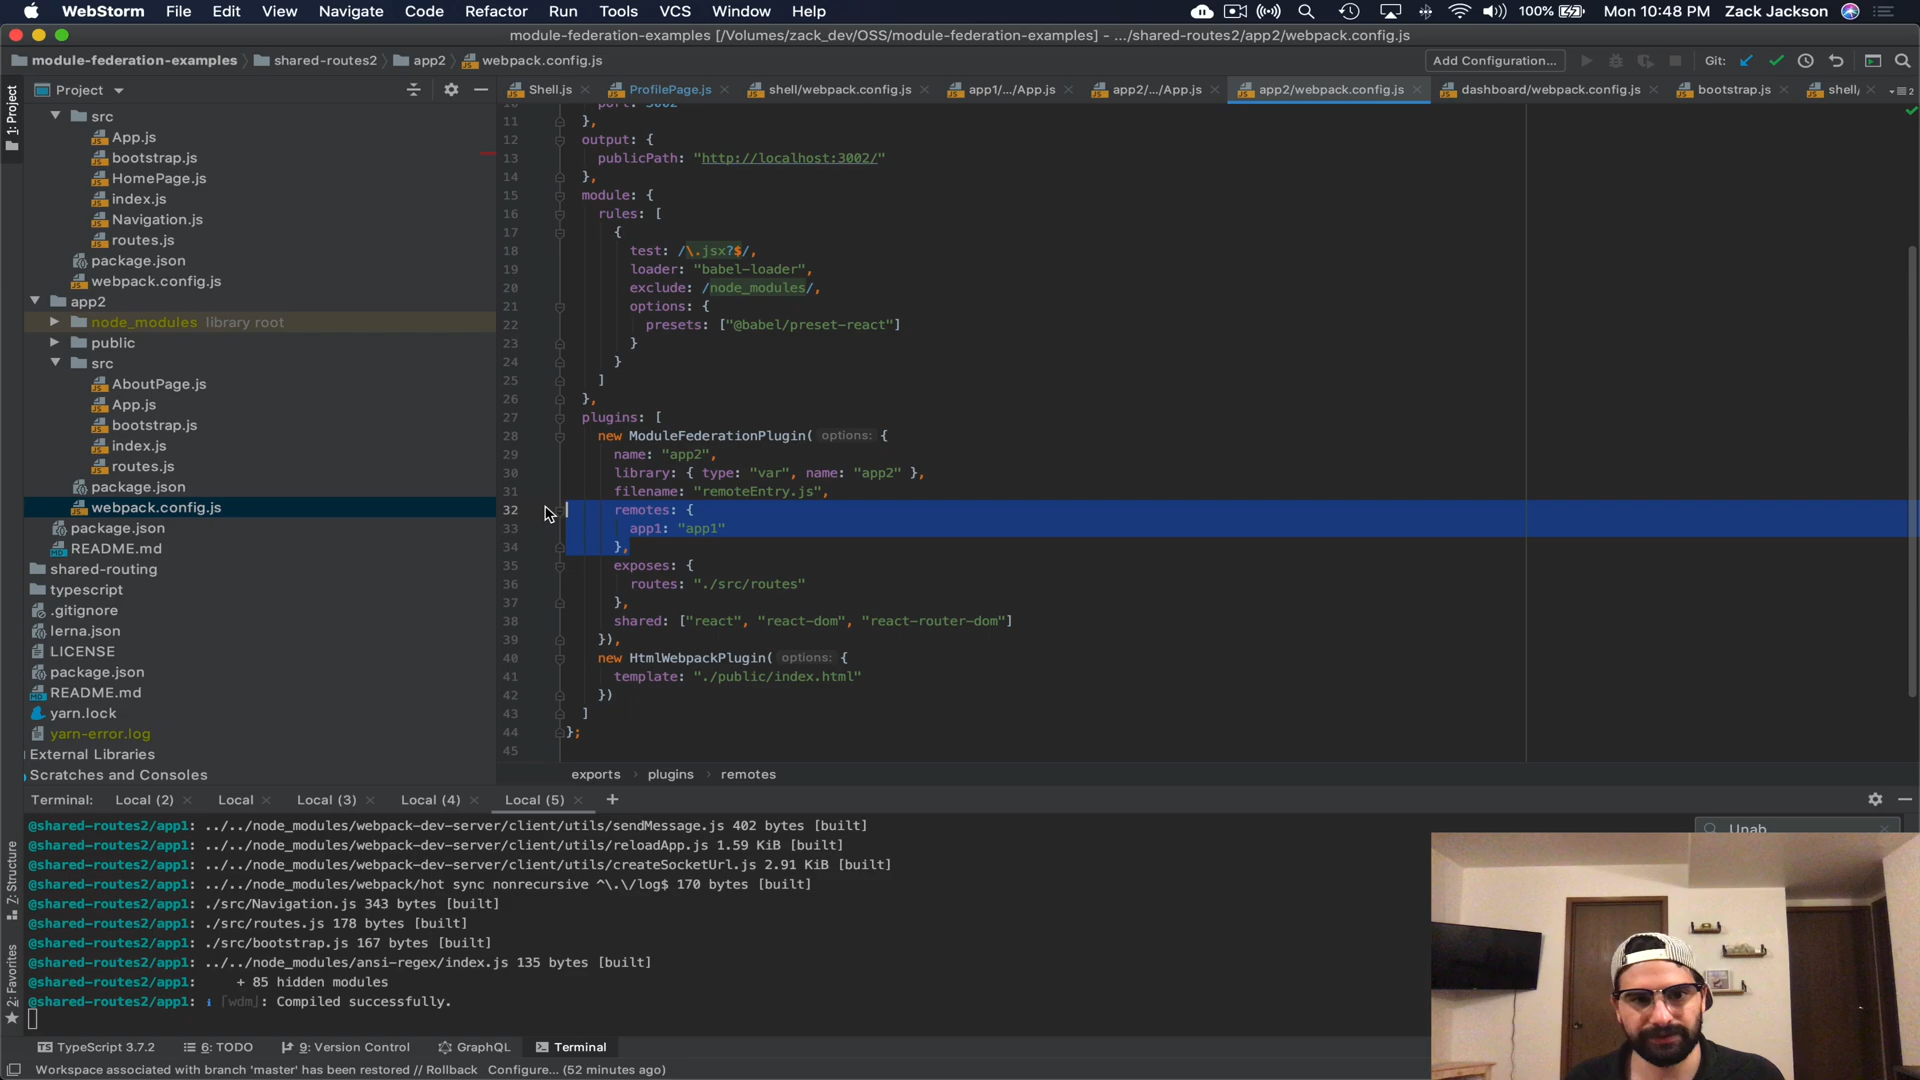 WebStorm File Edit View Navigate Code Refactor Run Tools VCS Window Help 100% Mon 10:48 PM Zack Jackson
module-federation-examples [/Volumes/zack_dev/OSS/module-federation-examples] - .../shared-routes2/app2/webpack.config.js
module-federation-examples shared-routes2 app2 webpack.config.js Add Configuration... Git:
1: Project
Project
Shell.js ProfilePage.js shell/webpack.config.js app1/.../App.js app2/.../App.js app2/webpack.config.js dashboard/webpack.config.js bootstrap.js shell/ 2
src
App.js
bootstrap.js
HomePage.js
index.js
Navigation.js
routes.js
package.json
webpack.config.js
app2
node_modules library root
public
src
AboutPage.js
App.js
bootstrap.js
index.js
routes.js
package.json
webpack.config.js
package.json
README.md
shared-routing
typescript
.gitignore
lerna.json
LICENSE
package.json
README.md
yarn.lock
yarn-error.log
External Libraries
Scratches and Consoles
10 port: 3002
11 },
12 output: {
13 publicPath: "http://localhost:3002/"
14 },
15 module: {
16 rules: [
17 {
18 test: /\.jsx?$/,
19 loader: "babel-loader",
20 exclude: /node_modules/,
21 options: {
22 presets: ["@babel/preset-react"]
23 }
24 }
25 ]
26 },
27 plugins: [
28 new ModuleFederationPlugin( options: {
29 name: "app2",
30 library: { type: "var", name: "app2" },
31 filename: "remoteEntry.js",
32 remotes: {
33 app1: "app1"
34 },
35 exposes: {
36 routes: "./src/routes"
37 },
38 shared: ["react", "react-dom", "react-router-dom"]
39 }),
40 new HtmlWebpackPlugin( options: {
41 template: "./public/index.html"
42 })
43 ]
44 };
45
exports › plugins › remotes
Terminal: Local (2) Local Local (3) Local (4) Local (5) +
Unab
@shared-routes2/app1: ../../node_modules/webpack-dev-server/client/utils/sendMessage.js 402 bytes [built]
@shared-routes2/app1: ../../node_modules/webpack-dev-server/client/utils/reloadApp.js 1.59 KiB [built]
@shared-routes2/app1: ../../node_modules/webpack-dev-server/client/utils/createSocketUrl.js 2.91 KiB [built]
@shared-routes2/app1: ../../node_modules/webpack/hot sync nonrecursive ^\.\/log$ 170 bytes [built]
@shared-routes2/app1: ./src/Navigation.js 343 bytes [built]
@shared-routes2/app1: ./src/routes.js 178 bytes [built]
@shared-routes2/app1: ./src/bootstrap.js 167 bytes [built]
@shared-routes2/app1: ../../node_modules/ansi-regex/index.js 135 bytes [built]
@shared-routes2/app1: + 85 hidden modules
@shared-routes2/app1: ℹ ｢wdm｣: Compiled successfully.
7: Structure
2: Favorites
TypeScript 3.7.2 6: TODO 9: Version Control GraphQL Terminal
Workspace associated with branch 'master' has been restored // Rollback Configure... (52 minutes ago)